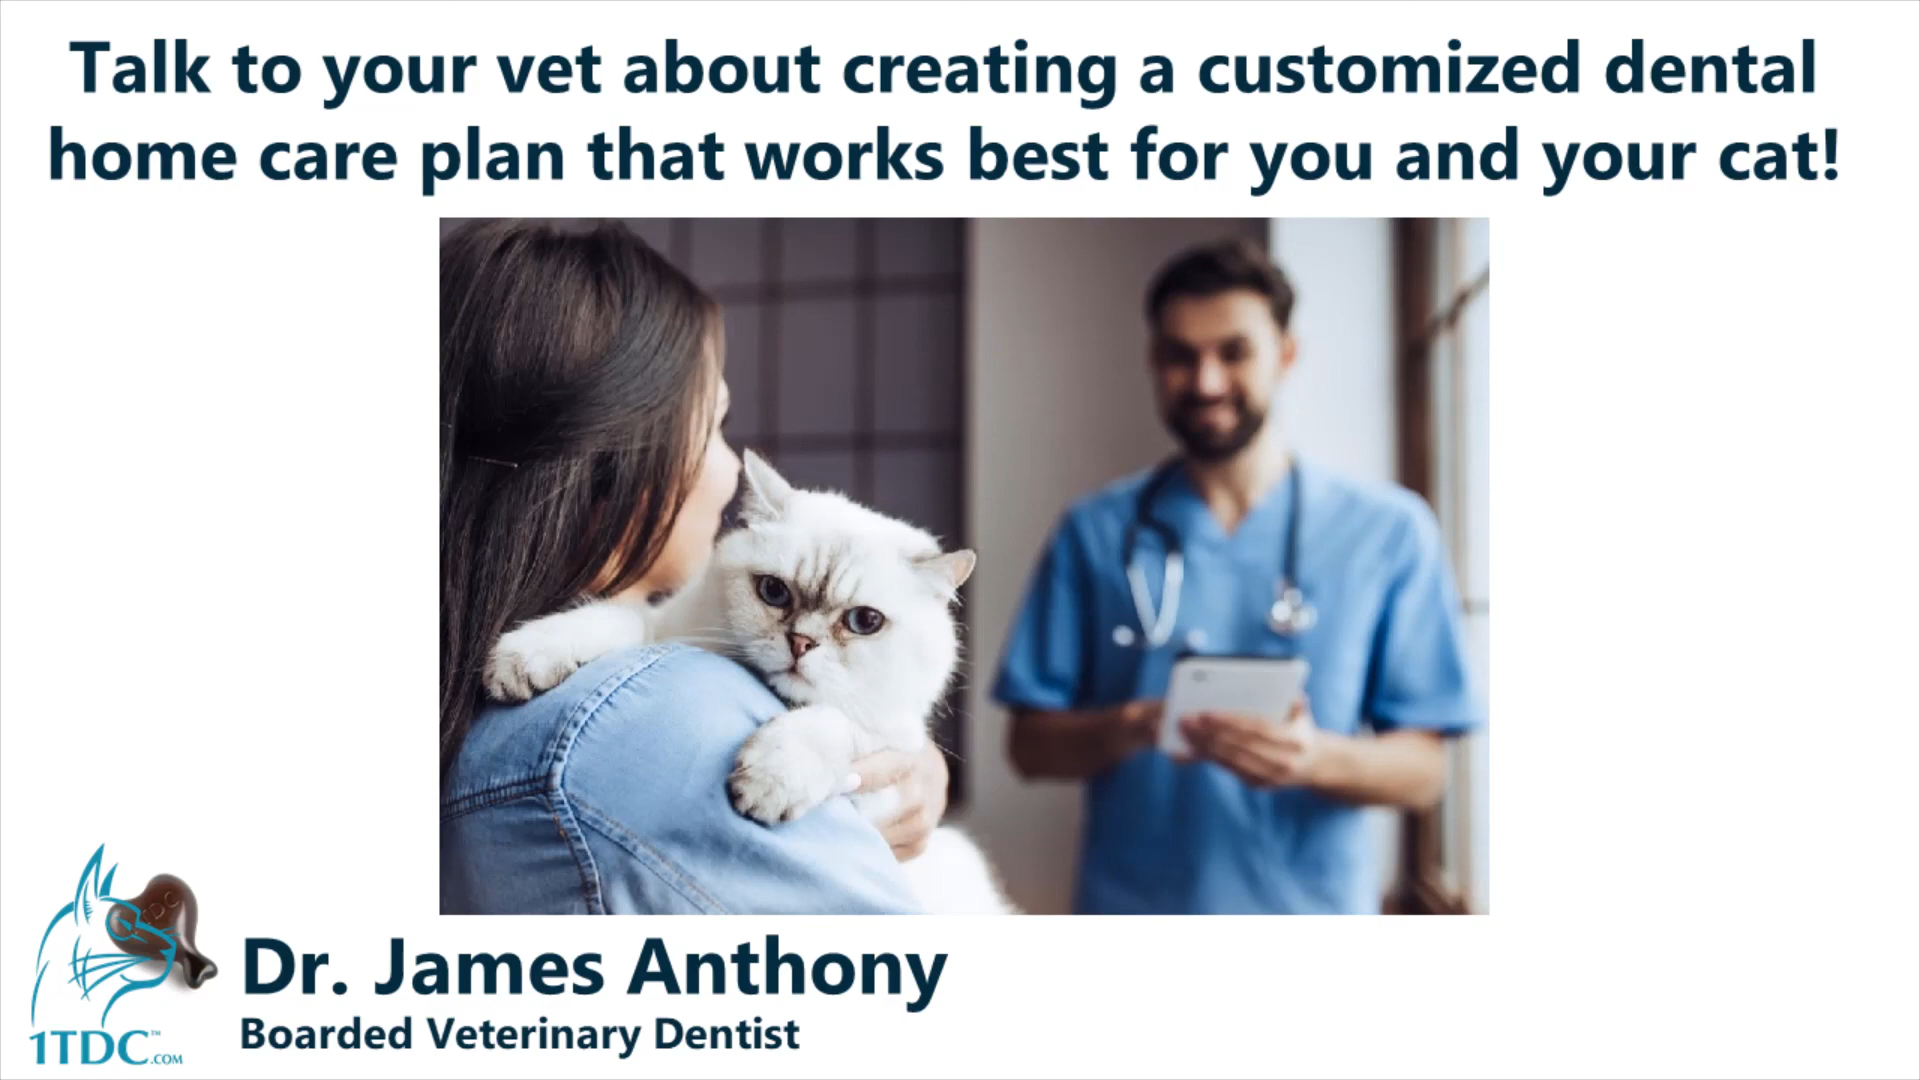 Talk to your vet about creating a customized dental
home care plan that works best for you and your cat!
1TDC
Dr. James Anthony
Boarded Veterinary Dentist
1TDC™.COM